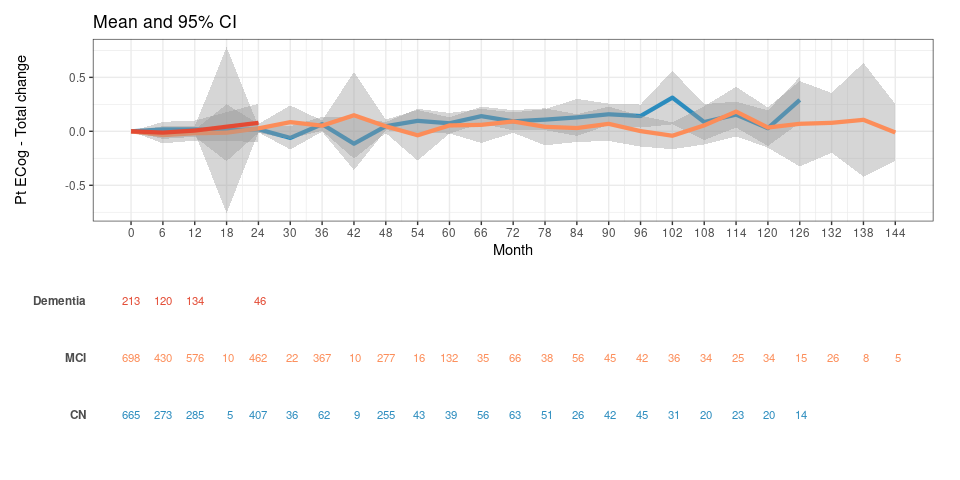 Mean and 95% CI
Pt ECog - Total change
0.5
0.0
-0.5
0 6 12 18 24 30 36 42 48 54 60 66 72 78 84 90 96 102 108 114 120 126 132 138 144
Month
Dementia 213 120 134 46
MCI 698 430 576 10 462 22 367 10 277 16 132 35 66 38 56 45 42 36 34 25 34 15 26 8 5
CN 665 273 285 5 407 36 62 9 255 43 39 56 63 51 26 42 45 31 20 23 20 14